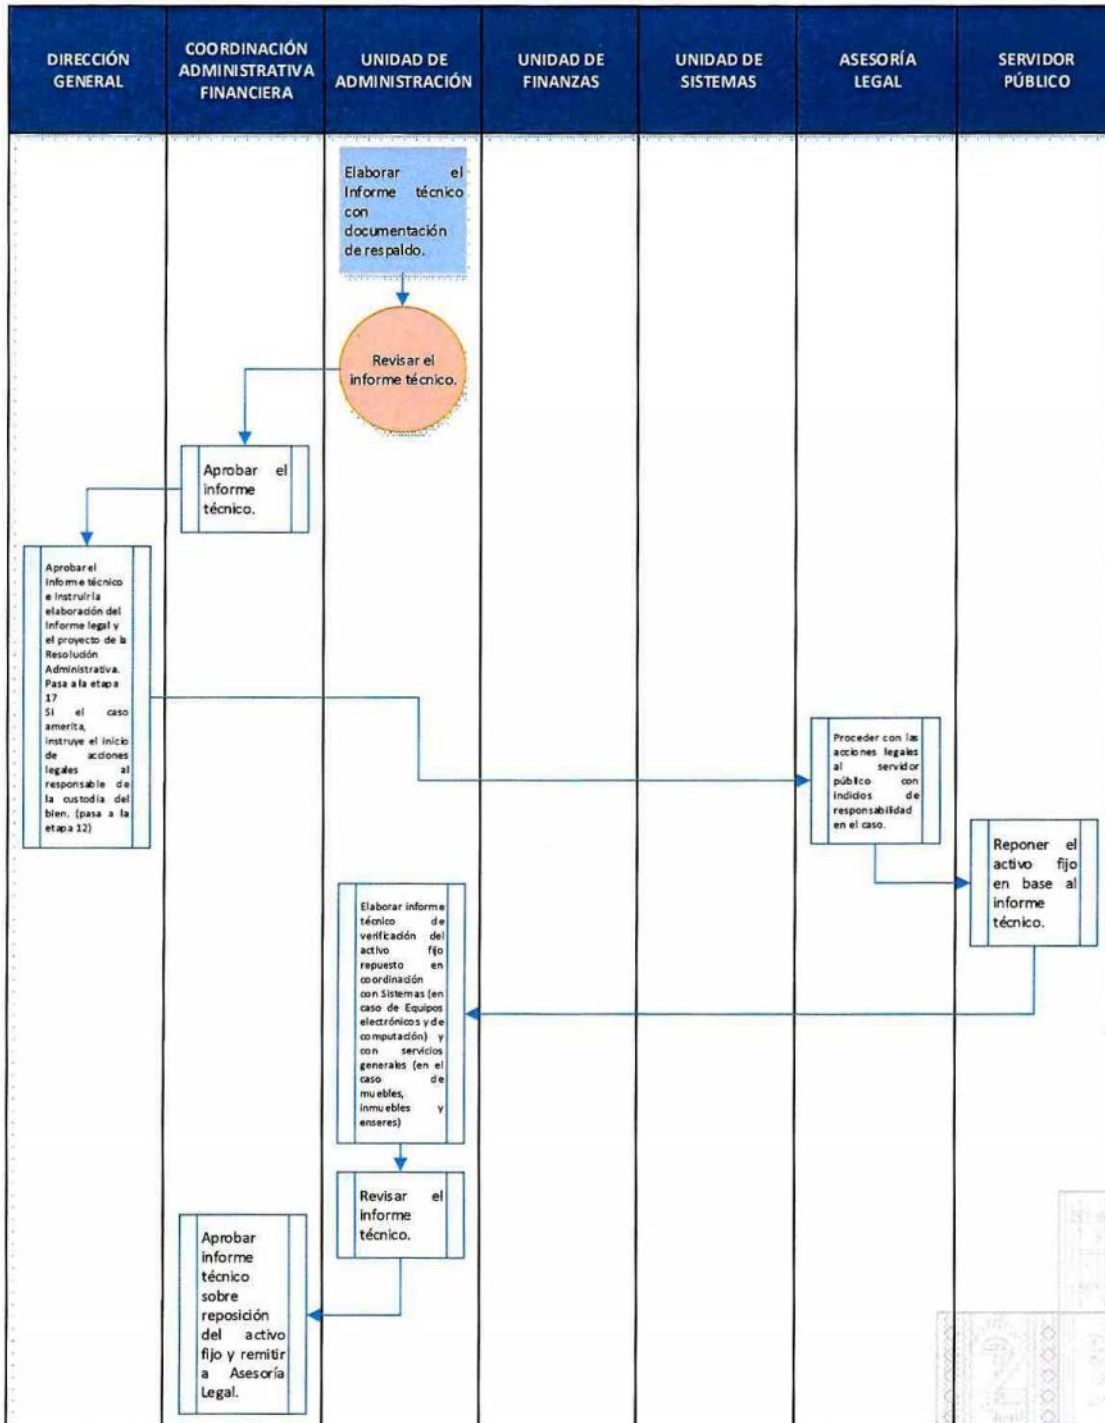 DIRECCIÓN
GENERAL
COORDINACIÓN
ADMINISTRATIVA
FINANCIERA
UNIDAD DE
ADMINISTRACIÓN
UNIDAD DE
FINANZAS
UNIDAD DE
SISTEMAS
ASESORÍA
LEGAL
SERVIDOR
PÚBLICO
Elaborar el
Informe técnico
con
documentación
de respaldo.
Revisar el
informe técnico.
Aprobar el
informe
técnico.
Aprobar el
Informe técnico
e Instruir la
elaboración del
Informe legal y
el proyecto de la
Resolución
Administrativa.
Pasa a la etapa
17
Si el caso
amerita,
instruye el inicio
de acciones
legales al
responsable de
la custodia del
bien. (pasa a la
etapa 12)
Proceder con las
acciones legales
al servidor
público con
indicios de
responsabilidad
en el caso.
Reponer el
activo fijo
en base al
informe
técnico.
Elaborar informe
técnico de
verificación del
activo fijo
repuesto en
coordinación
con Sistemas (en
caso de Equipos
electrónicos y de
computación) y
con servicios
generales (en el
caso de
muebles,
inmuebles y
enseres)
Revisar el
informe
técnico.
Aprobar
informe
técnico
sobre
reposición
del activo
fijo y remitir
a Asesoría
Legal.